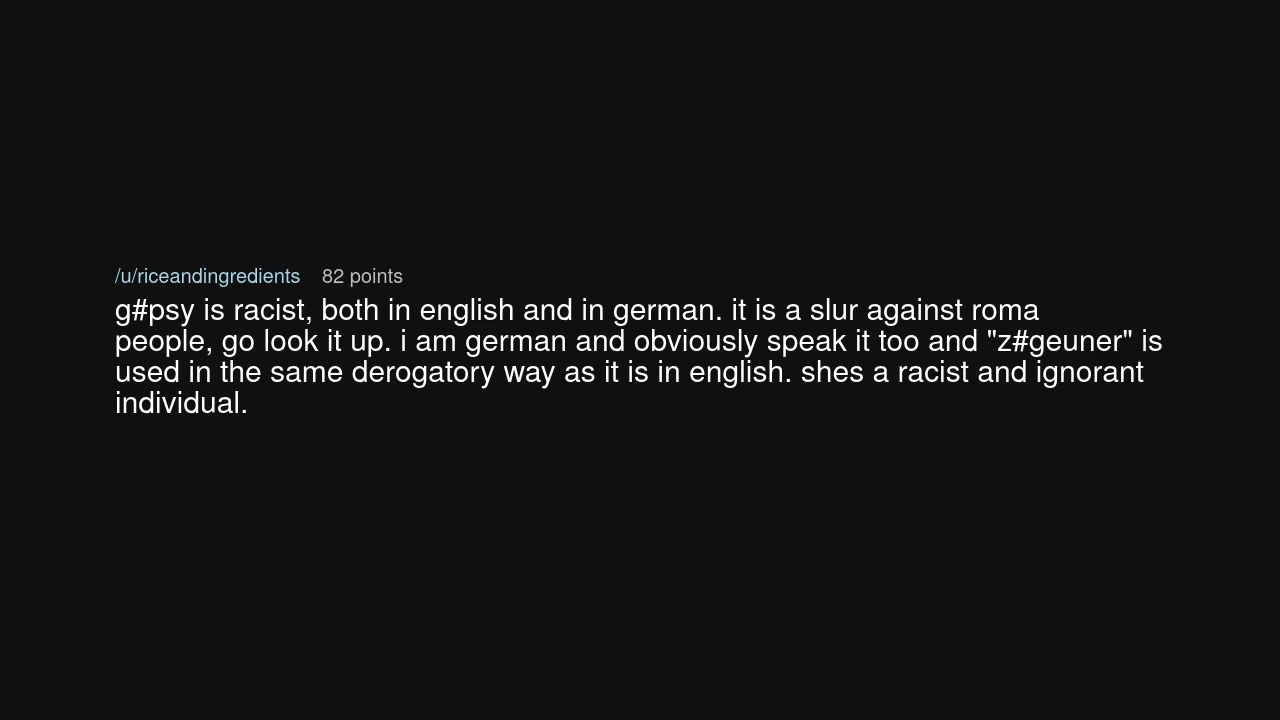 /u/riceandingredients 82 points
g#psy is racist, both in english and in german. it is a slur against roma
people, go look it up. i am german and obviously speak it too and "z#geuner" is
used in the same derogatory way as it is in english. shes a racist and ignorant
individual.